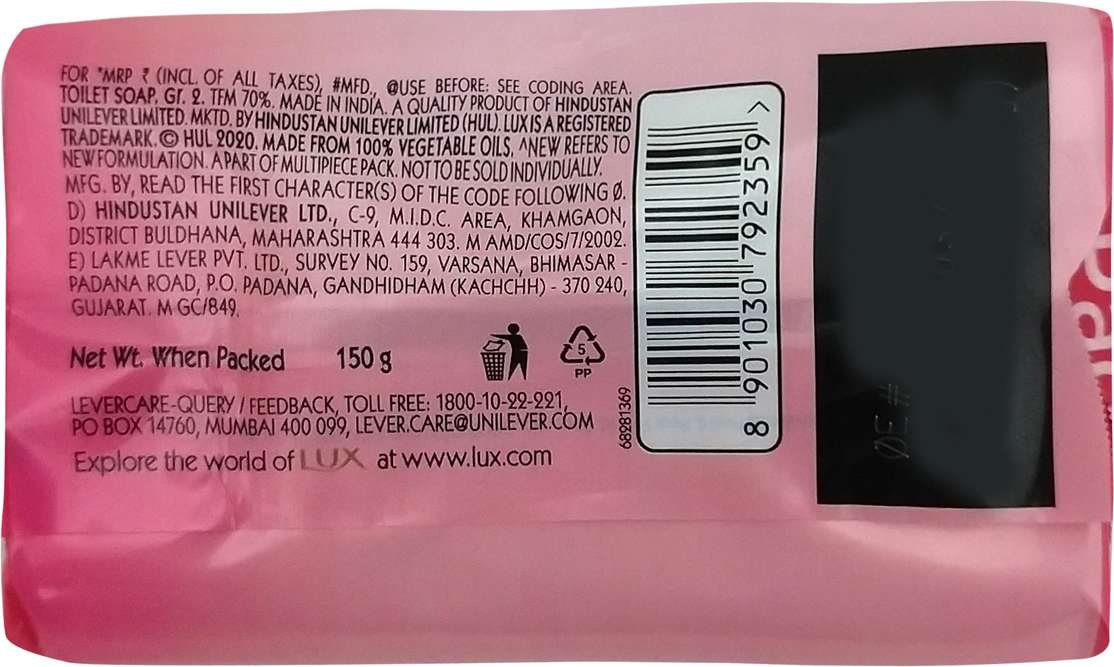 FOR *MRP ₹ (INCL. OF ALL TAXES), #MFD., @USE BEFORE: SEE CODING AREA.
TOILET SOAP, Gr. 2. TFM 70%. MADE IN INDIA. A QUALITY PRODUCT OF HINDUSTAN
UNILEVER LIMITED. MKTD. BY HINDUSTAN UNILEVER LIMITED (HUL). LUX IS A REGISTERED
TRADEMARK. © HUL 2020. MADE FROM 100% VEGETABLE OILS. ^NEW REFERS TO
NEW FORMULATION. A PART OF MULTIPIECE PACK. NOT TO BE SOLD INDIVIDUALLY.
MFG. BY, READ THE FIRST CHARACTER(S) OF THE CODE FOLLOWING Ø.
D) HINDUSTAN UNILEVER LTD., C-9, M.I.D.C. AREA, KHAMGAON,
DISTRICT BULDHANA, MAHARASHTRA 444 303. M AMD/COS/7/2002.
E) LAKME LEVER PVT. LTD., SURVEY NO. 159, VARSANA, BHIMASAR -
PADANA ROAD, P.O. PADANA, GANDHIDHAM (KACHCHH) - 370 240,
GUJARAT. M GC/849.
Net Wt. When Packed 150 g
5
PP
LEVERCARE-QUERY / FEEDBACK, TOLL FREE: 1800-10-22-221,
PO BOX 14760, MUMBAI 400 099, LEVER.CARE@UNILEVER.COM
Explore the world of LUX at www.lux.com
68281369
8 901030 792359 >